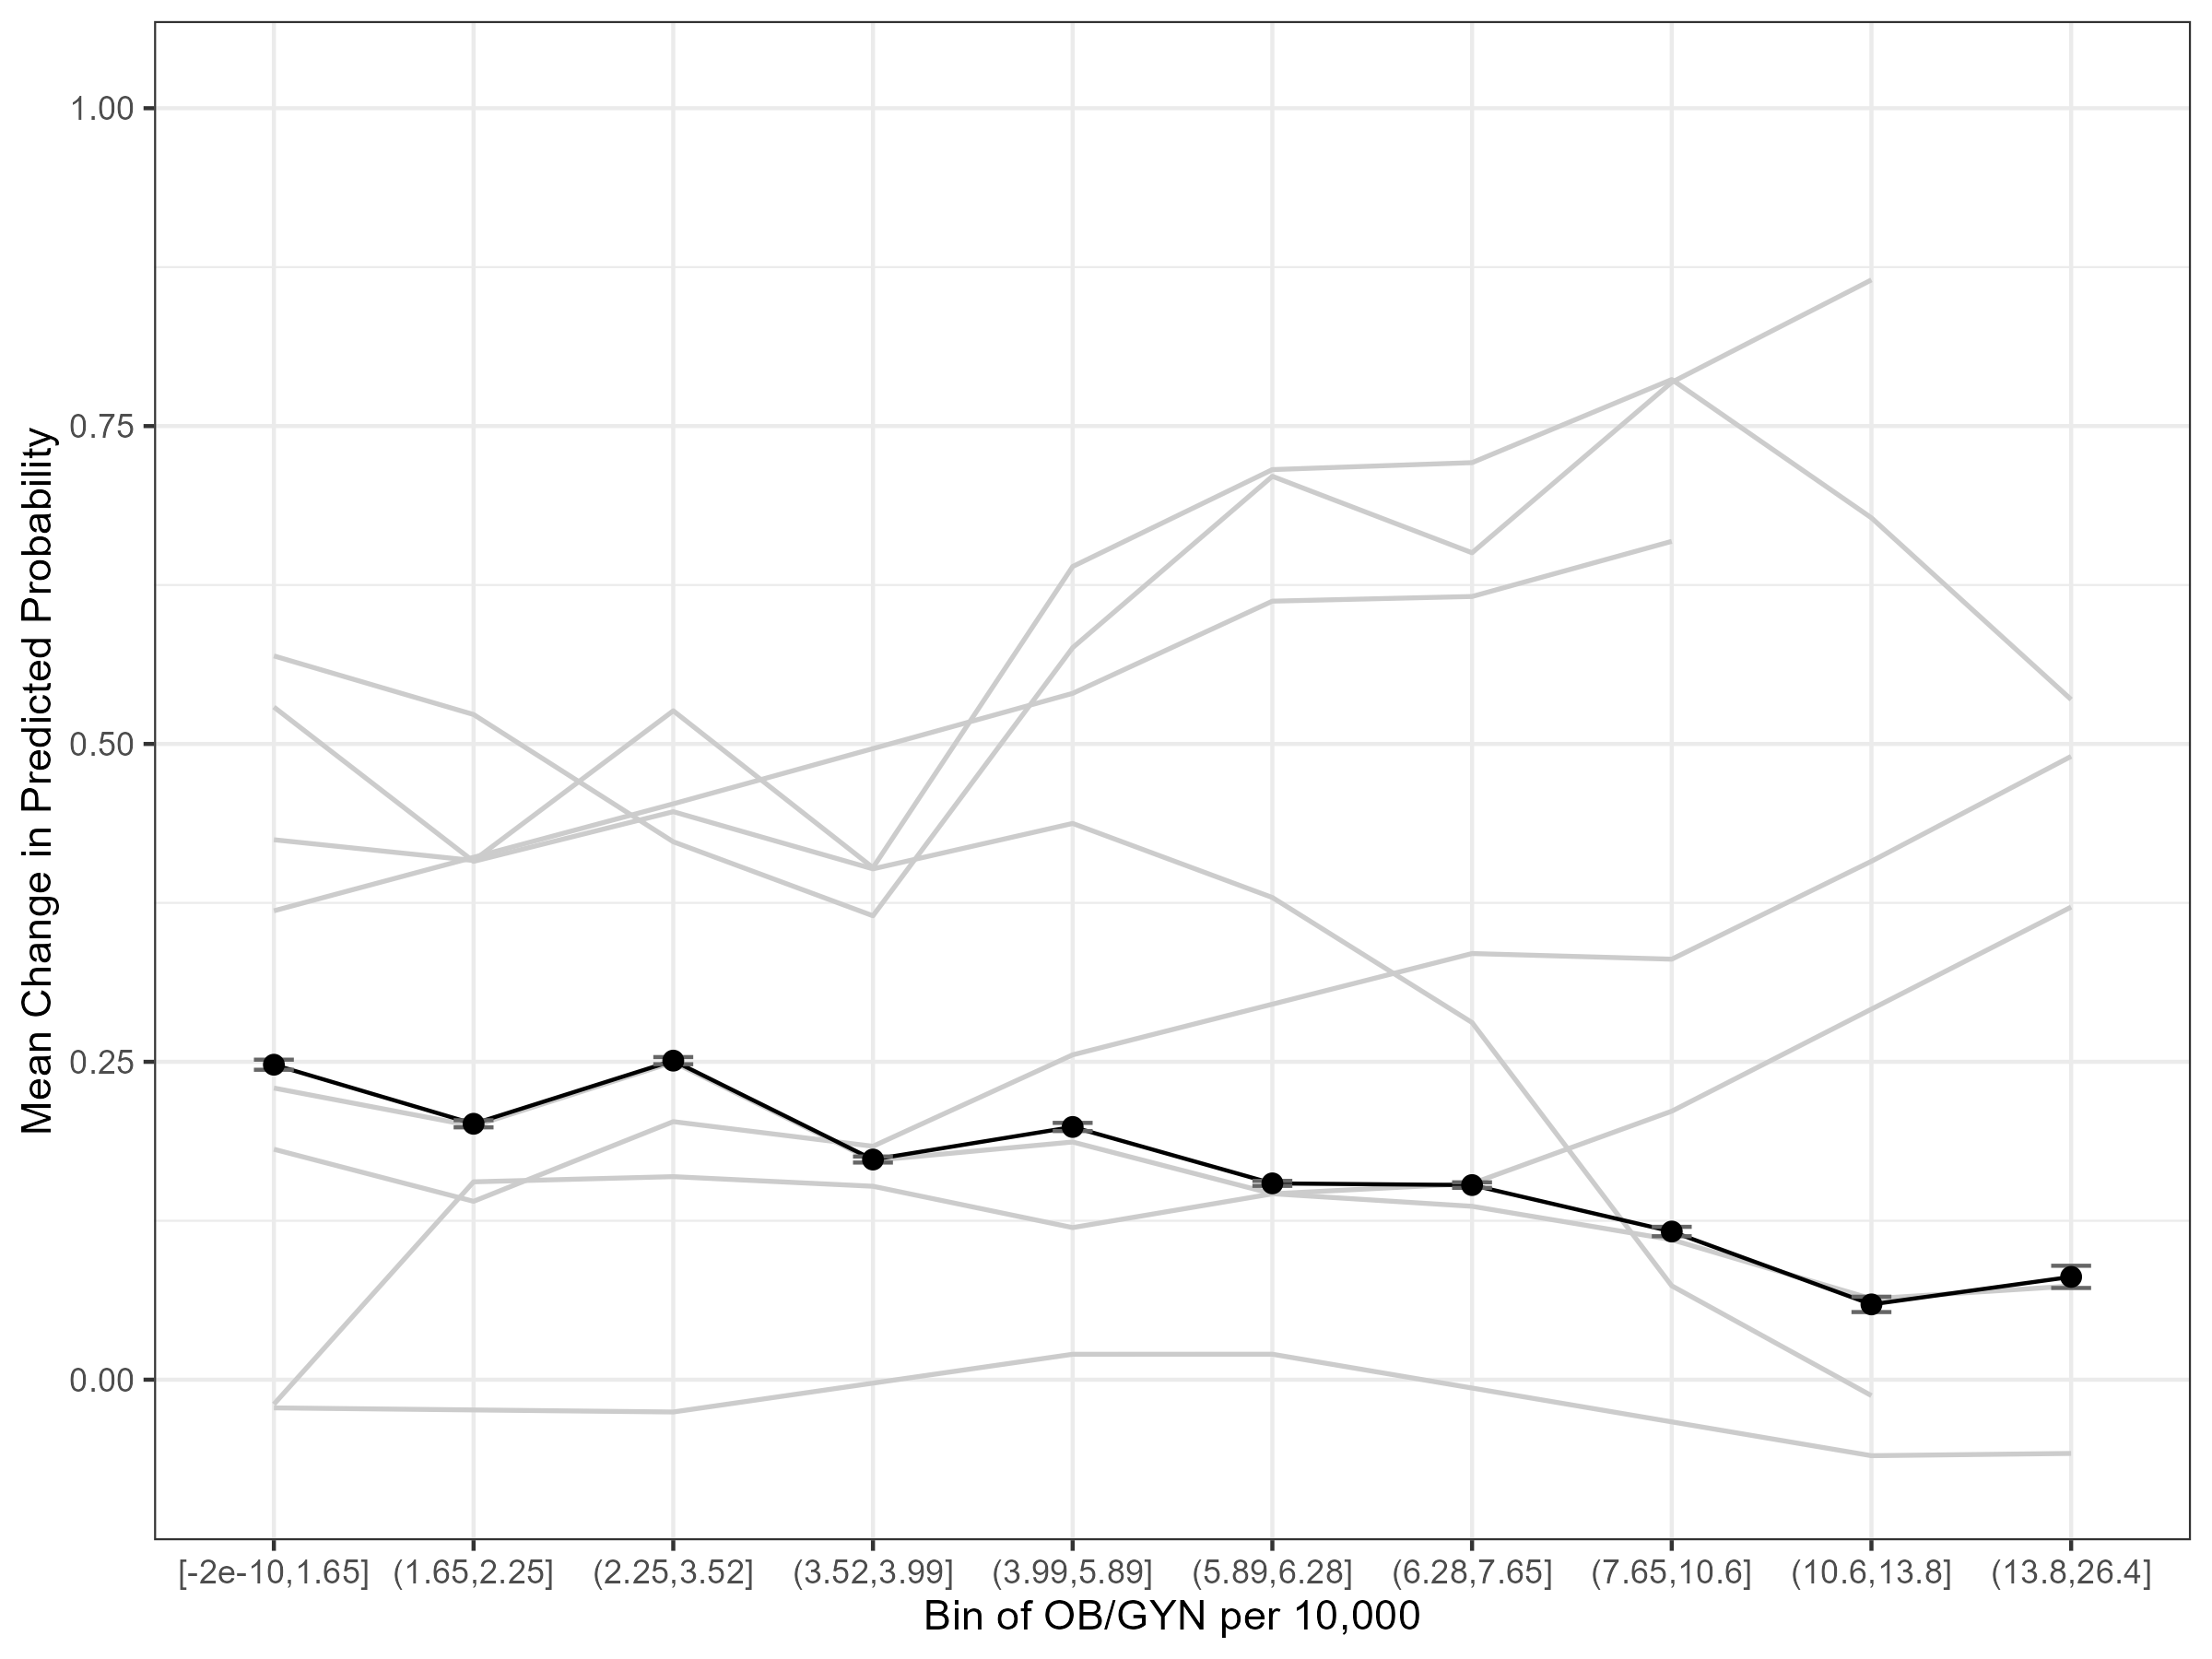 Mean Change in Predicted Probability
1.00
0.75
0.50
0.25
0.00
[-2e-10,1.65] (1.65,2.25] (2.25,3.52] (3.52,3.99] (3.99,5.89] (5.89,6.28] (6.28,7.65] (7.65,10.6] (10.6,13.8] (13.8,26.4]
Bin of OB/GYN per 10,000